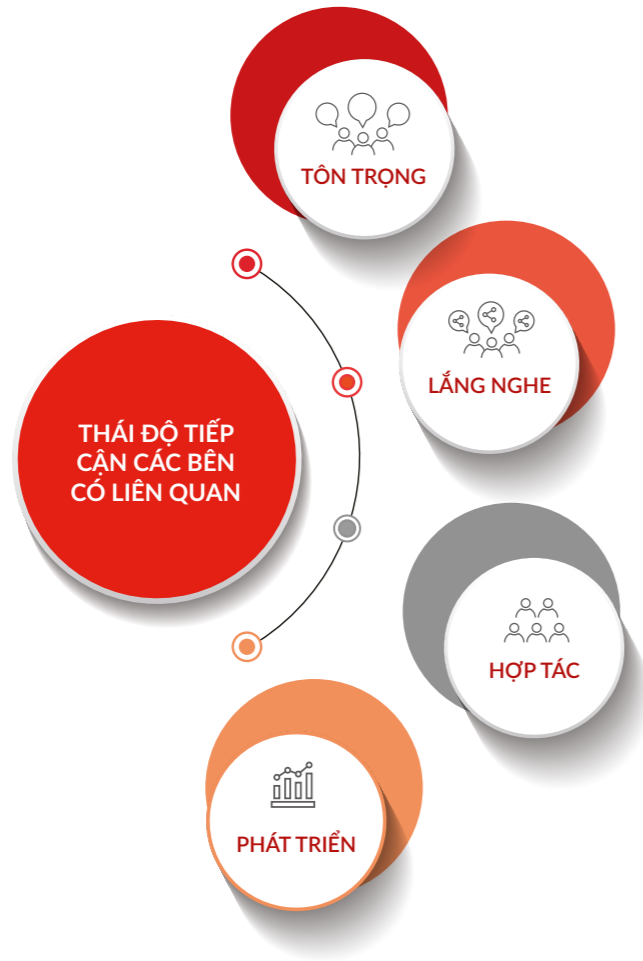 THÁI ĐỘ TIẾP
CẬN CÁC BÊN
CÓ LIÊN QUAN
TÔN TRỌNG
LẮNG NGHE
HỢP TÁC
PHÁT TRIỂN